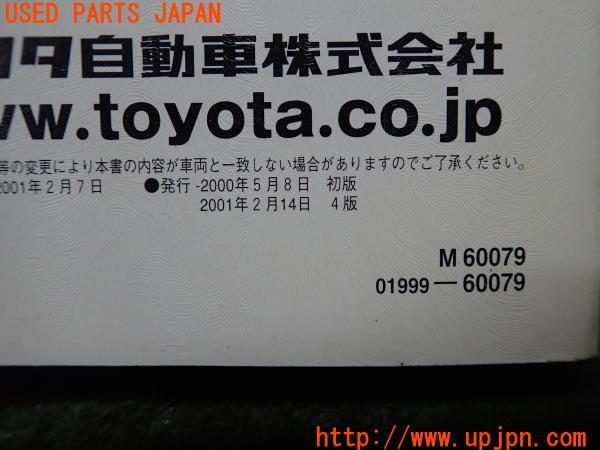 USED PARTS JAPAN
ヨタ自動車株式会社
ww.toyota.co.jp
等の変更により本書の内容が車両と一致しない場合がありますのでご了承ください。
2001年2月7日 ●発行-2000年5月8日 初版
2001年2月14日 4版
M 60079
01999―60079
http://www.upjpn.com/